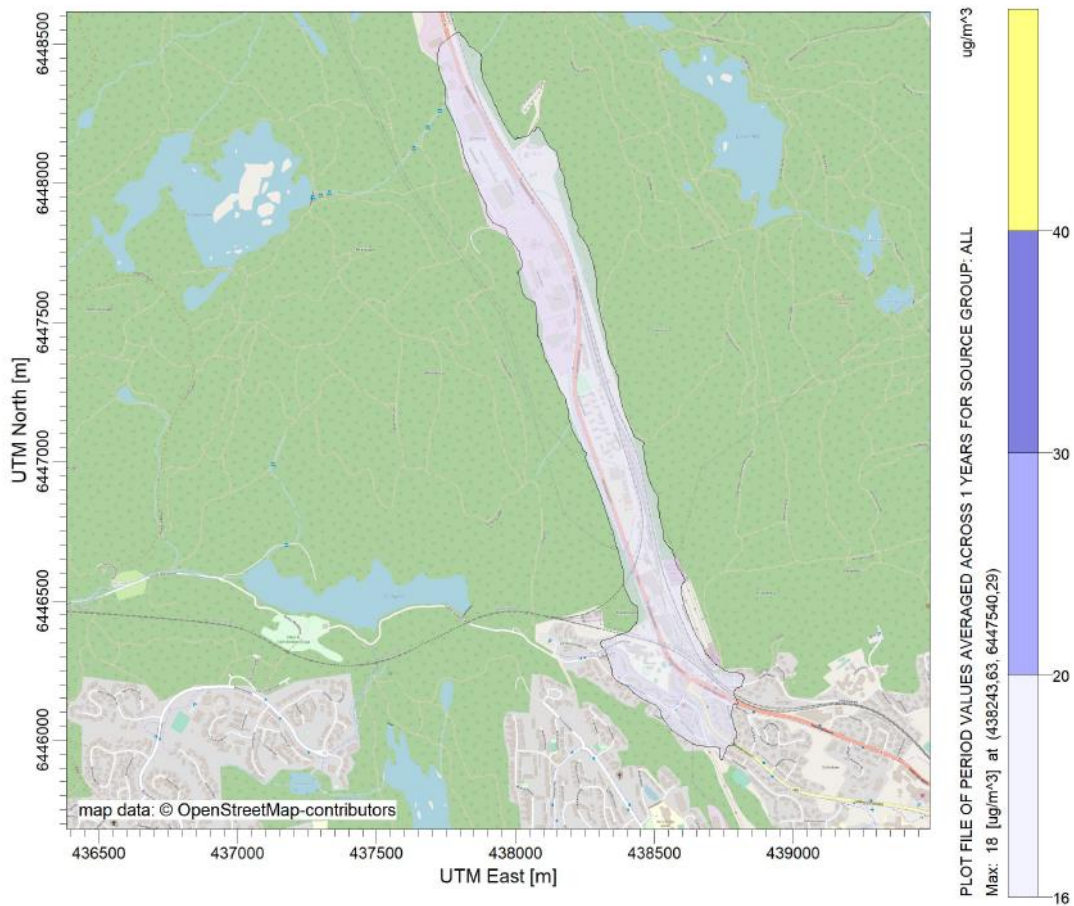 ug/m^3
PLOT FILE OF PERIOD VALUES AVERAGED ACROSS 1 YEARS FOR SOURCE GROUP: ALL
Max: 18 [ug/m^3] at (438243,63, 6447540,29)
40
30
20
16
UTM North [m]
6448500
6448000
6447500
6447000
6446500
6446000
map data: © OpenStreetMap-contributors
436500 437000 437500 438000 438500 439000
UTM East [m]